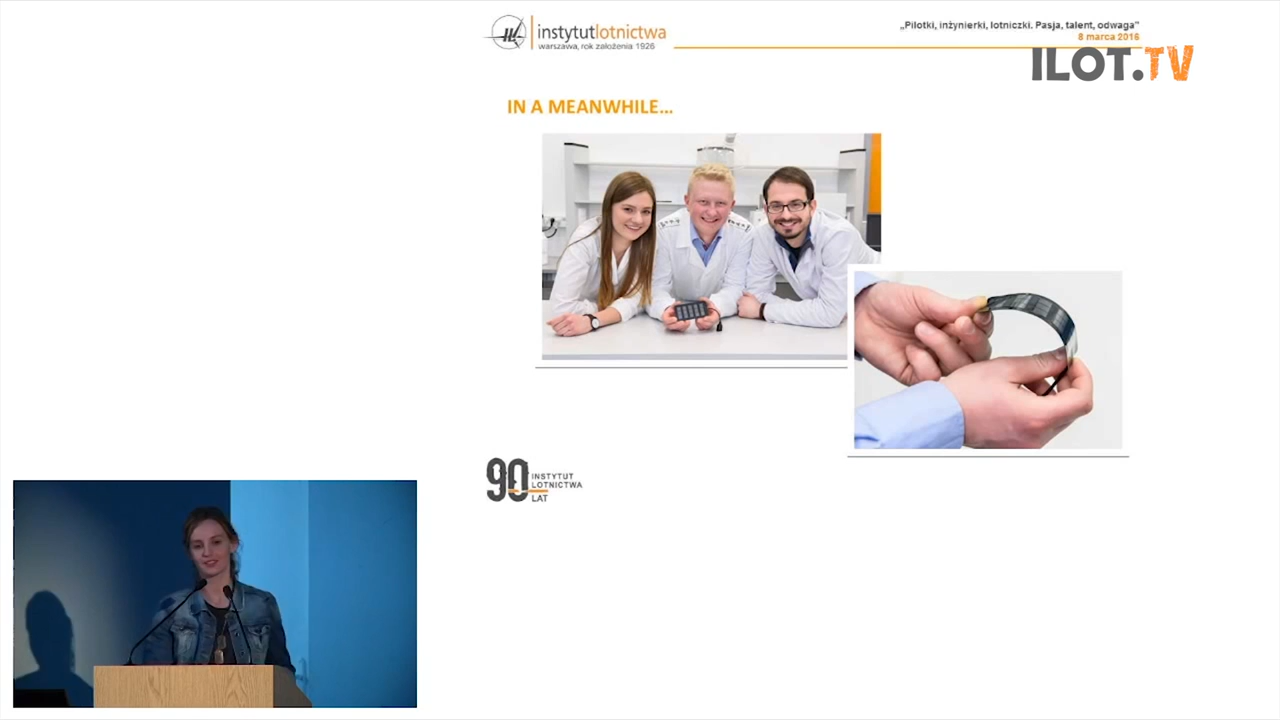 instytutlotnictwa
warszawa, rok założenia 1926
„Pilotki, inżynierki, lotniczki. Pasja, talent, odwaga”
8 marca 2016
ILOT.TV
IN A MEANWHILE...
90 INSTYTUT
LOTNICTWA
LAT